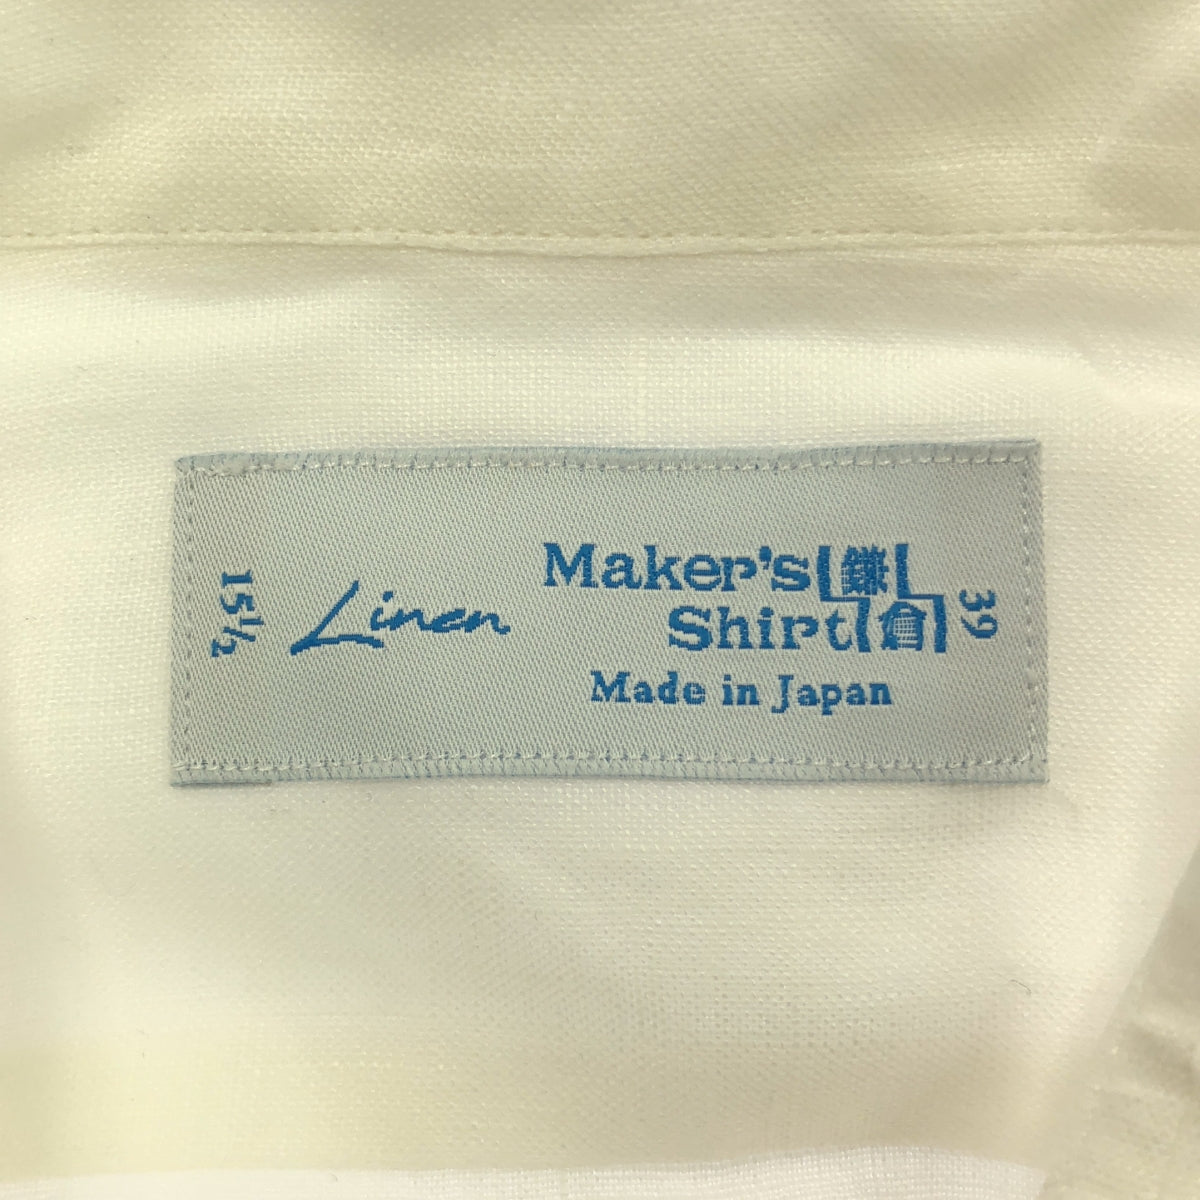 15½
Linen
Maker's 鎌
Shirt 倉
Made in Japan
39